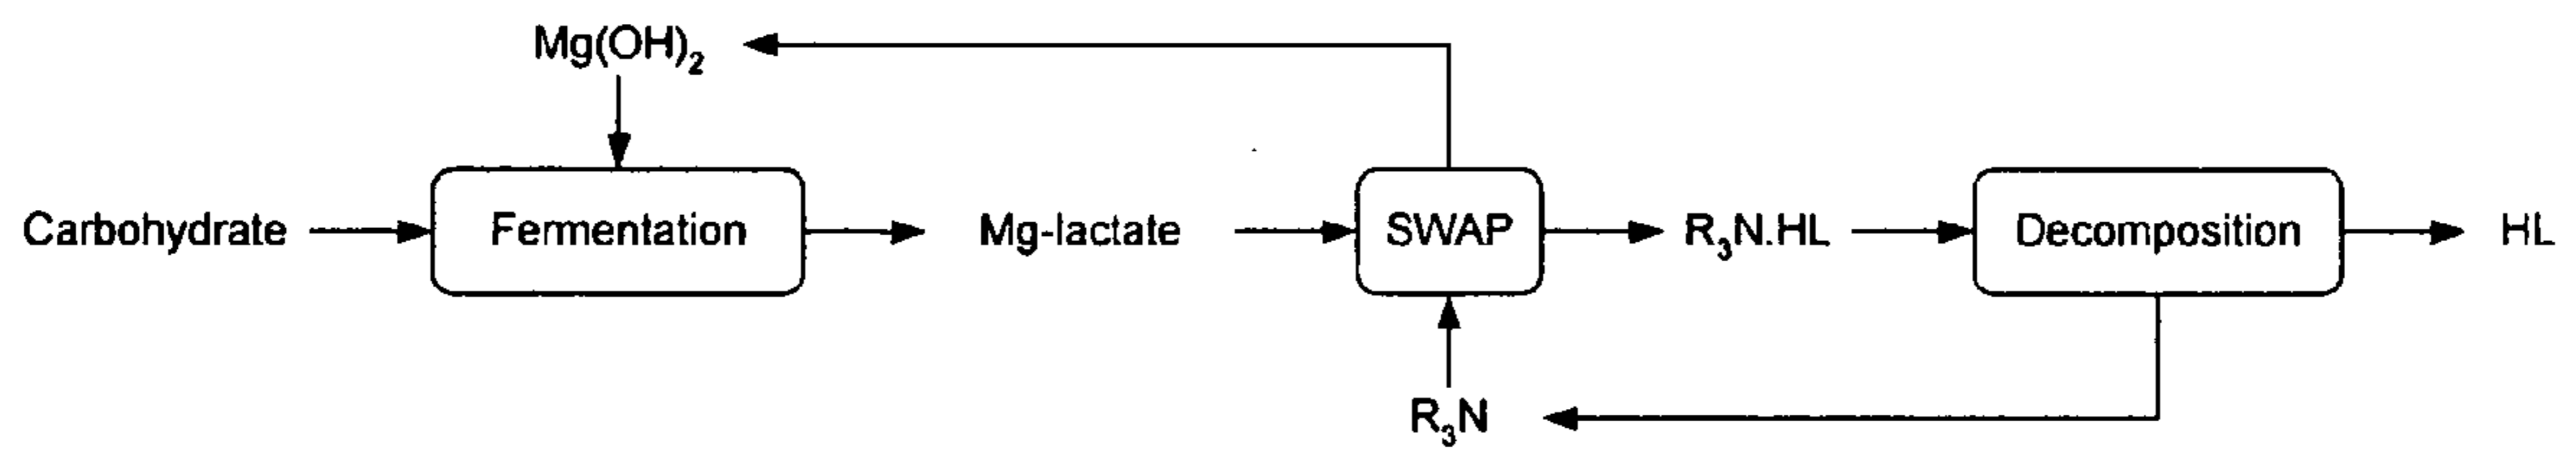 Mg(OH)₂
Carbohydrate Fermentation Mg-lactate SWAP R₃N.HL Decomposition HL
R₃N